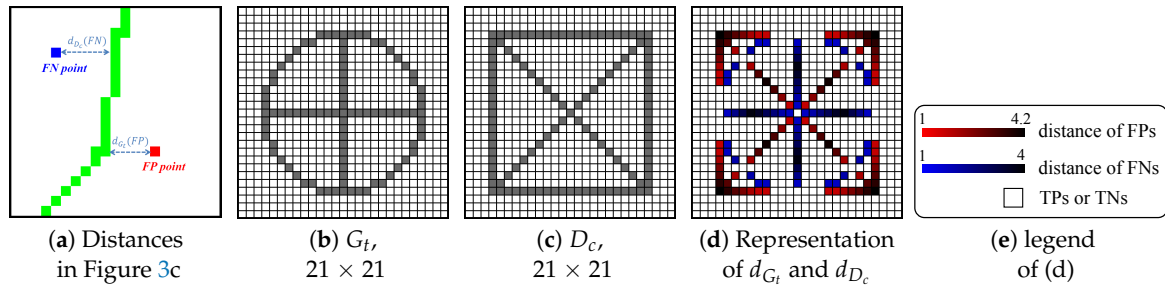 d_{D_c}(FN)
FN point
d_{G_t}(FP)
FP point
1 4.2
distance of FPs
1 4
distance of FNs
TPs or TNs
(a) Distances
in Figure 3c
(b) G_t,
21 × 21
(c) D_c,
21 × 21
(d) Representation
of d_{G_t} and d_{D_c}
(e) legend
of (d)